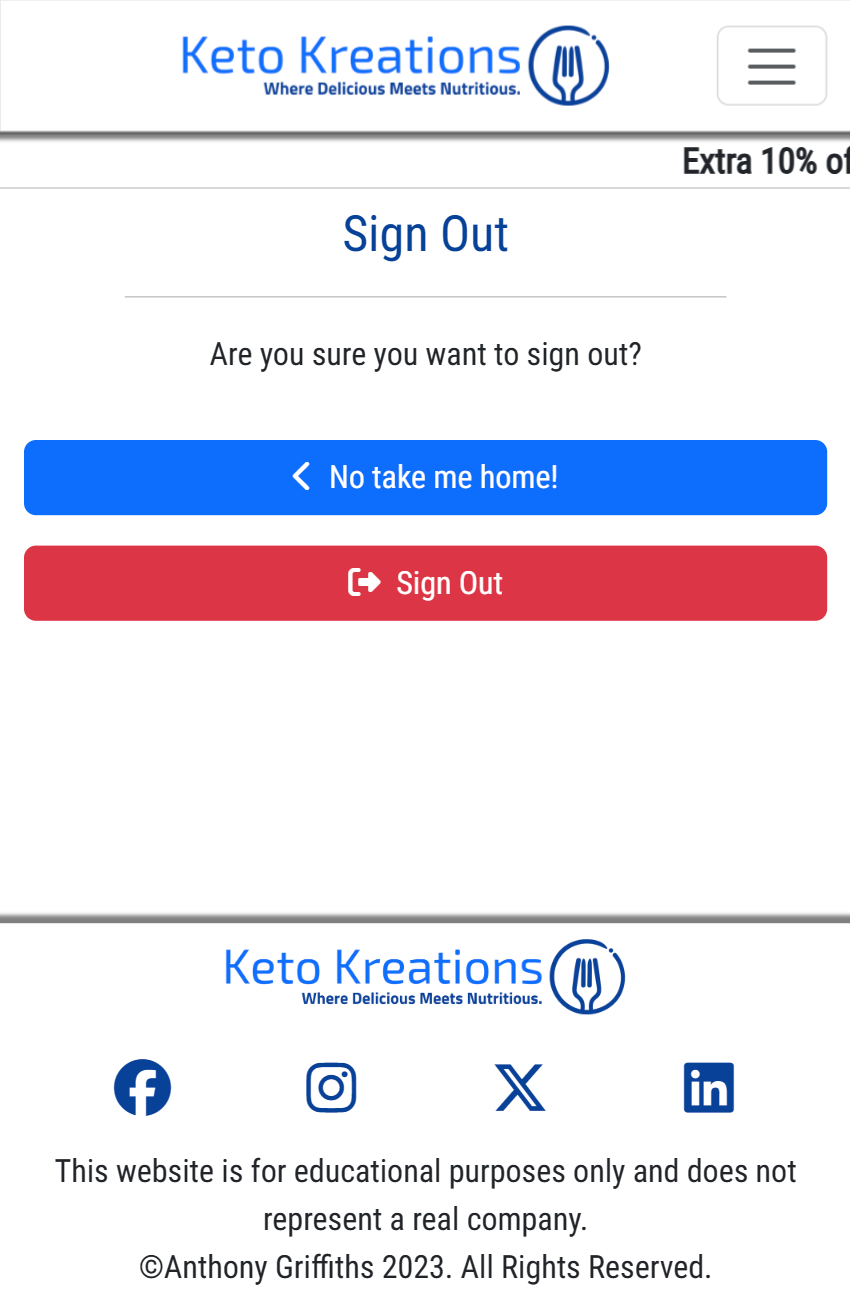 Keto Kreations
Where Delicious Meets Nutritious.
Extra 10% of
Sign Out
Are you sure you want to sign out?
No take me home!
Sign Out
Keto Kreations
Where Delicious Meets Nutritious.
This website is for educational purposes only and does not
represent a real company.
©Anthony Griffiths 2023. All Rights Reserved.